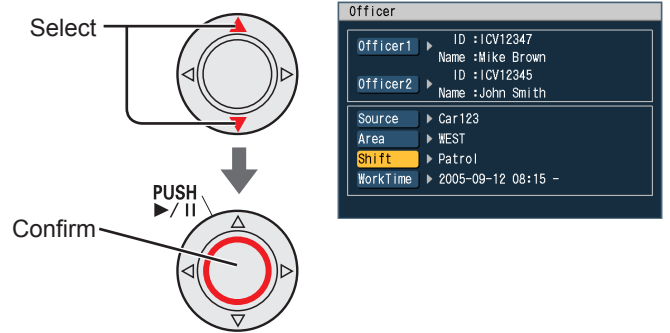 Select
PUSH
▶/II
Confirm
Officer
Officer1 ▷ ID :ICV12347
Name :Mike Brown
Officer2 ▷ ID :ICV12345
Name :John Smith
Source ▷ Car123
Area ▷ WEST
Shift ▷ Patrol
WorkTime ▷ 2005-09-12 08:15 -